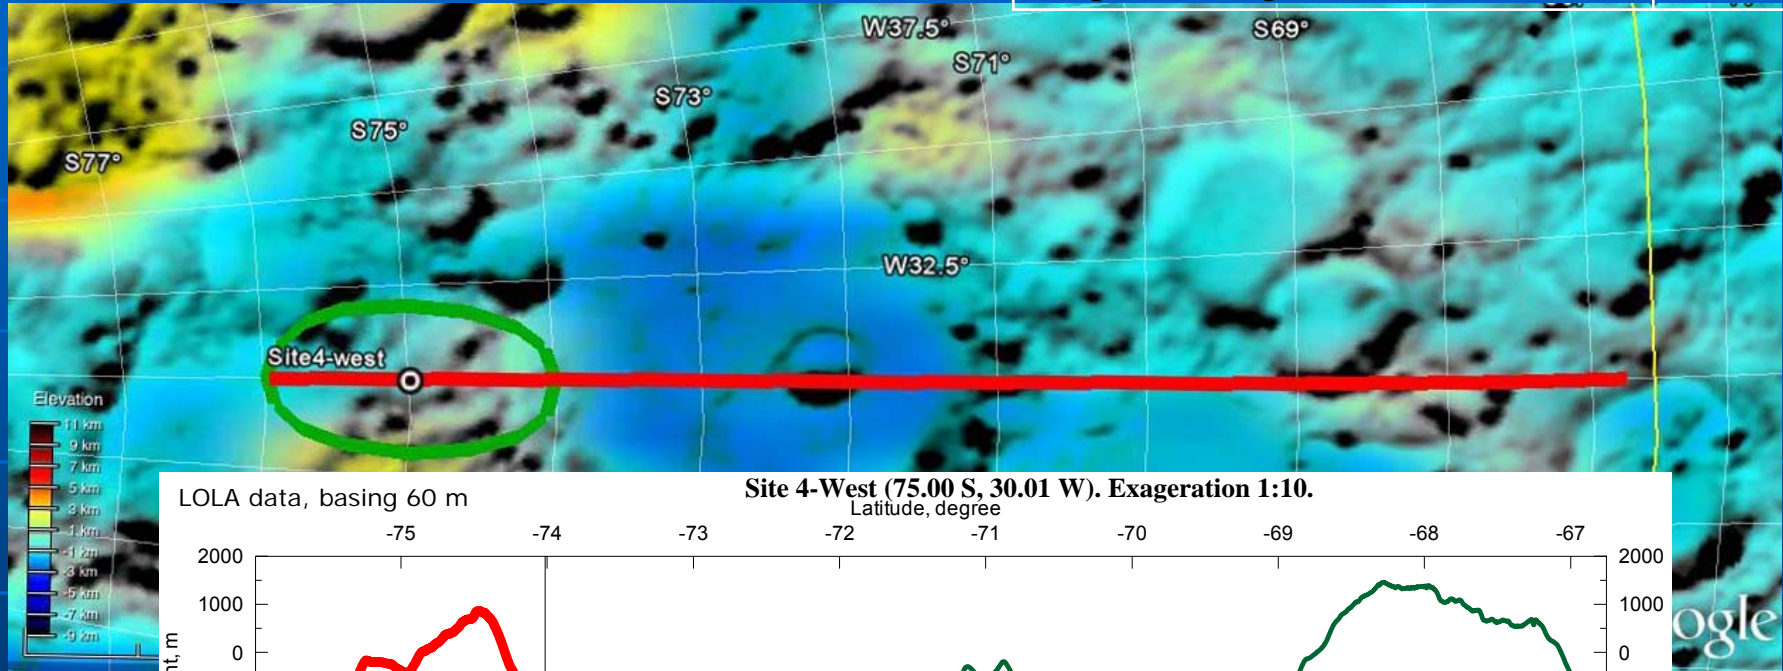 W37.5°
S69°
S71°
S73°
S75°
S77°
W32.5°
Site4-west
Elevation
11 km
9 km
7 km
5 km
3 km
1 km
-1 km
-3 km
-5 km
-7 km
-9 km
ogle
LOLA data, basing 60 m
Site 4-West (75.00 S, 30.01 W). Exageration 1:10.
Latitude, degree
-75 -74 -73 -72 -71 -70 -69 -68 -67
2000 2000
1000 1000
0 0